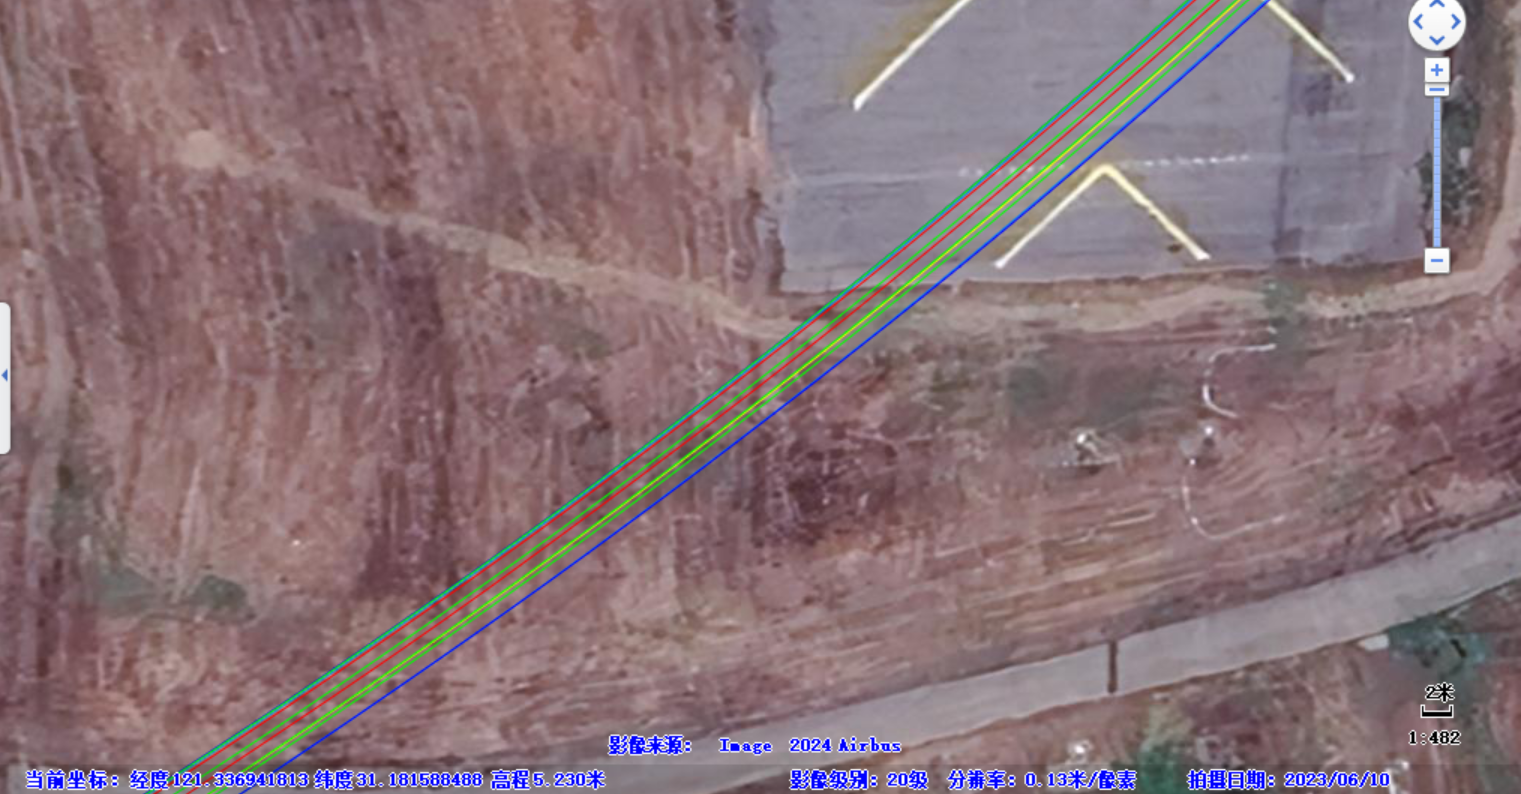 2米
1:482
影像来源: Image 2024 Airbus
当前坐标: 经度121.336941813 纬度31.181588488 高程5.230米 影像级别: 20级 分辨率: 0.13米/像素 拍摄日期: 2023/06/10